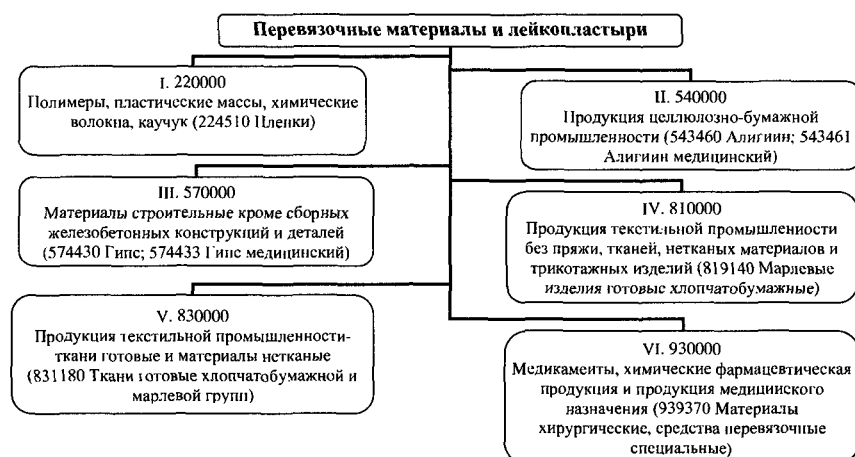 Перевязочные материалы и лейкопластыри
I. 220000
Полимеры, пластические массы, химические
волокна, каучук (224510 Пленки)
II. 540000
Продукция целлюлозно-бумажной
промышленности (543460 Алигнин; 543461
Алигнин медицинский)
III. 570000
Материалы строительные кроме сборных
железобетонных конструкций и деталей
(574430 Гипс; 574433 Гипс медицинский)
IV. 810000
Продукция текстильной промышленности
без пряжи, тканей, нетканых материалов и
трикотажных изделий (819140 Марлевые
изделия готовые хлопчатобумажные)
V. 830000
Продукция текстильной промышленности-
ткани готовые и материалы нетканые
(831180 Ткани готовые хлопчатобумажной и
марлевой групп)
VI. 930000
Медикаменты, химические фармацевтическая
продукция и продукция медицинского
назначения (939370 Материалы
хирургические, средства перевязочные
специальные)